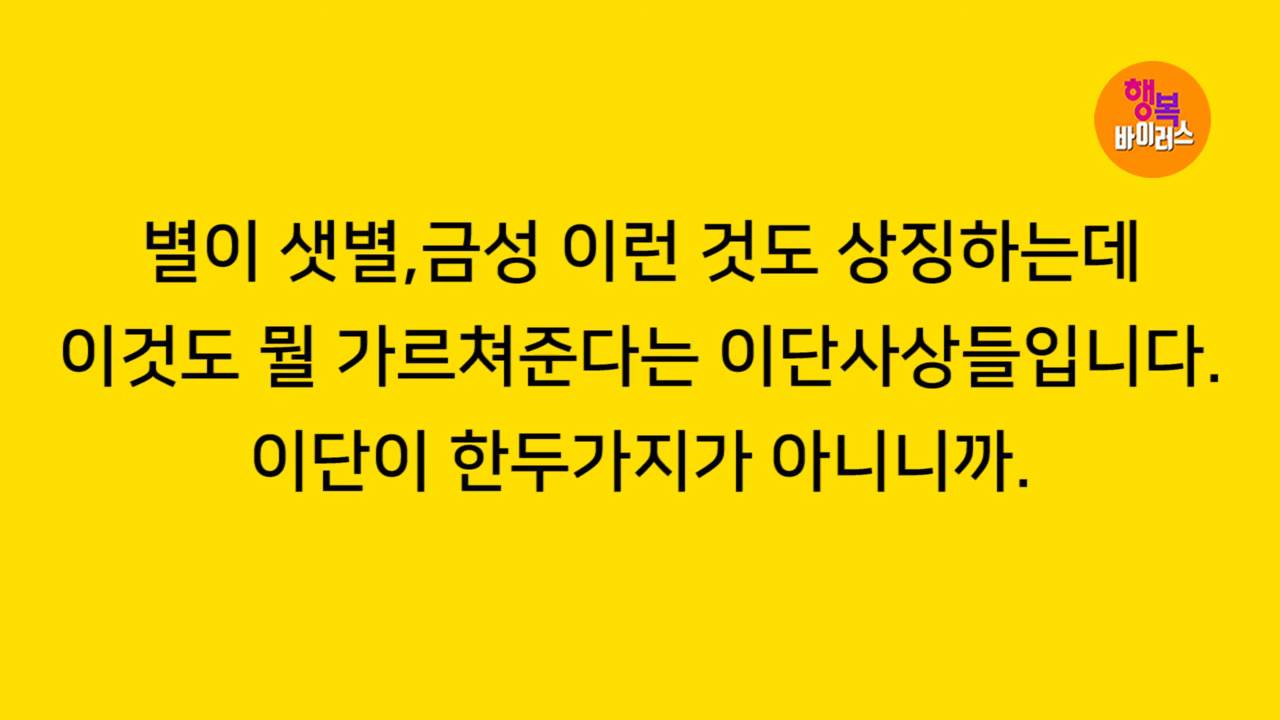 행복
바이러스
별이 샛별,금성 이런 것도 상징하는데
이것도 뭘 가르쳐준다는 이단사상들입니다.
이단이 한두가지가 아니니까.